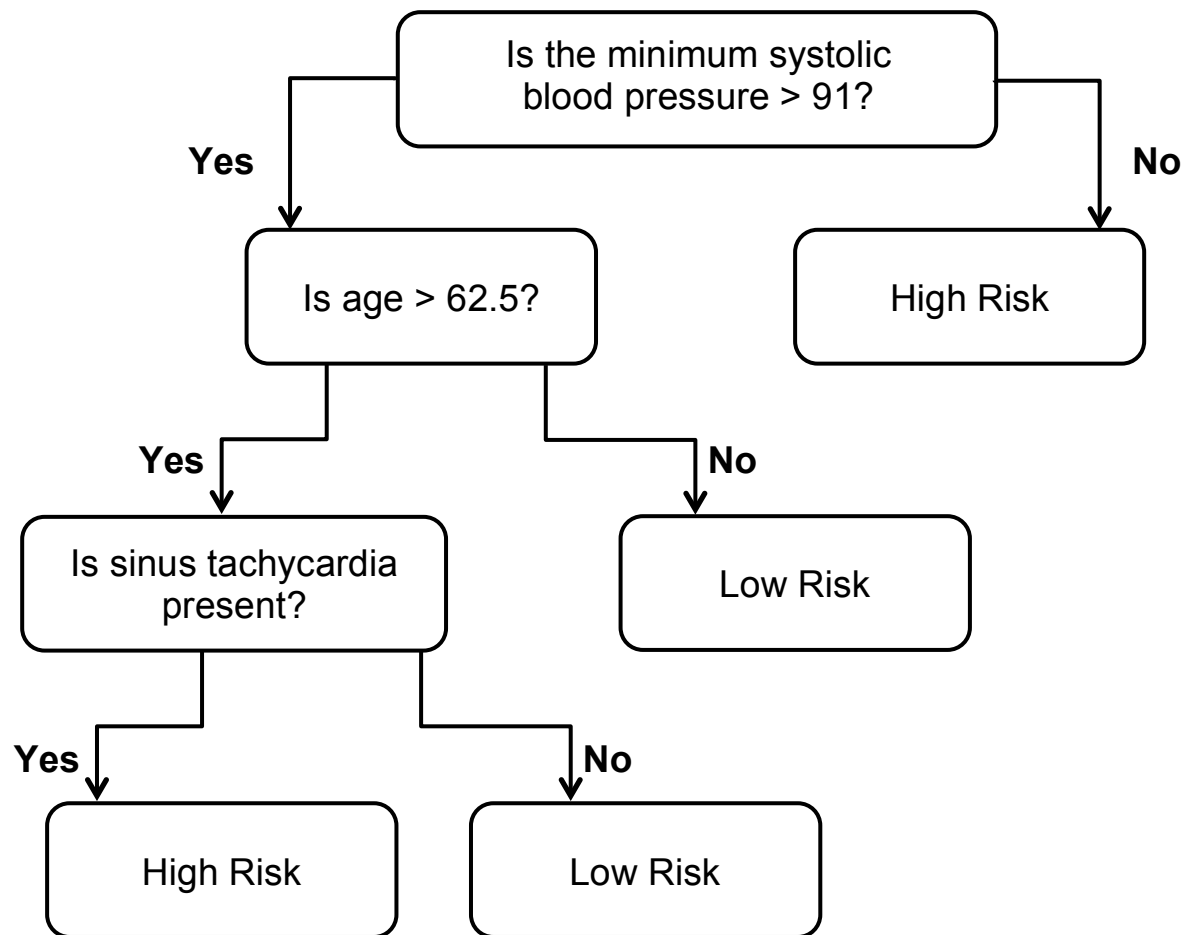 Is the minimum systolic
blood pressure > 91?
Yes
No
Is age > 62.5?
High Risk
Yes
No
Is sinus tachycardia
present?
Low Risk
Yes
No
High Risk
Low Risk